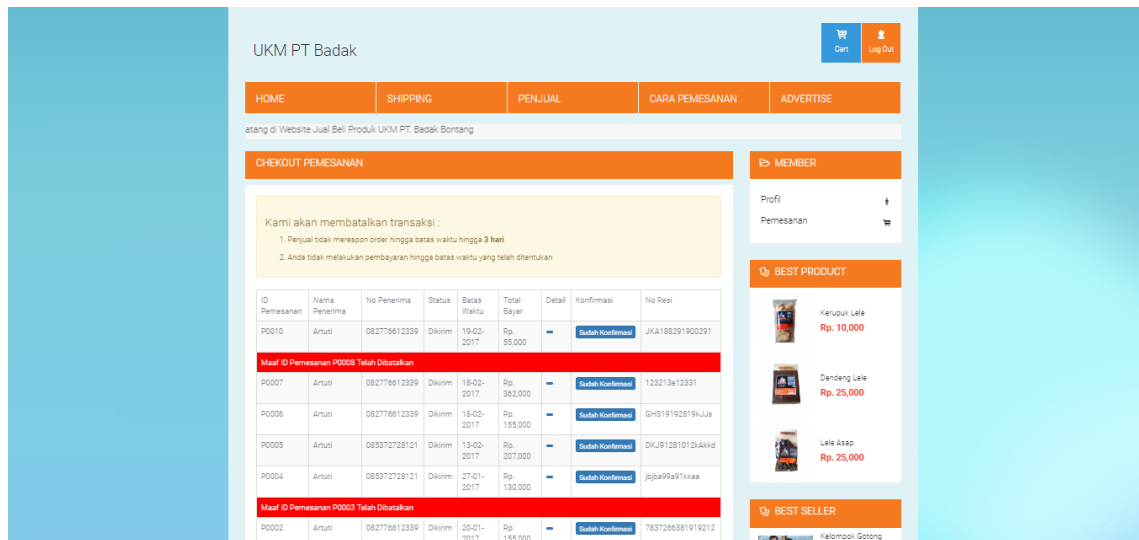 UKM PT Badak
Cart
Log Out
HOME SHIPPING PENJUAL CARA PEMESANAN ADVERTISE
atang di Website Jual Beli Produk UKM PT. Badak Bontang
CHEKOUT PEMESANAN
Kami akan membatalkan transaksi :
1. Penjual tidak merespon order hingga batas waktu hingga 3 hari
2. Anda tidak melakukan pembayaran hingga batas waktu yang telah ditentukan
ID Pemesanan Nama Penerima No Penerima Status Batas Waktu Total Bayar Detail Konfirmasi No Resi
P0010 Artuti 082776612339 Dikirim 19-02-2017 Rp. 55,000 Sudah Konfirmasi JKA188291900291
Maaf ID Pemesanan P0008 Telah Dibatalkan
P0007 Artuti 082776612339 Dikirim 18-02-2017 Rp. 362,000 Sudah Konfirmasi 123213e12331
P0006 Artuti 082776612339 Dikirim 18-02-2017 Rp. 155,000 Sudah Konfirmasi GHS19192819kJJs
P0005 Artuti 085372728121 Dikirim 13-02-2017 Rp. 207,000 Sudah Konfirmasi DKJ91281012kAkkd
P0004 Artuti 085372728121 Dikirim 27-01-2017 Rp. 130,000 Sudah Konfirmasi jbjba99a91kkaa
Maaf ID Pemesanan P0003 Telah Dibatalkan
P0002 Artuti 082776612339 Dikirim 20-01-2017 Rp. 155,000 Sudah Konfirmasi 7837266381919212
MEMBER
Profil
Pemesanan
BEST PRODUCT
Kerupuk Lele
Rp. 10,000
Dendeng Lele
Rp. 25,000
Lele Asap
Rp. 25,000
BEST SELLER
Kelompok Gotong